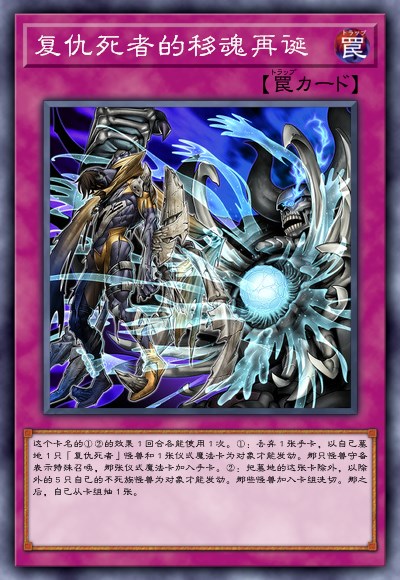 复仇死者的移魂再诞
トラップ
罠
トラップ
【罠カード】
这个卡名的①②的效果1回合各能使用1次。①：丢弃1张手卡，以自己墓
地1只「复仇死者」怪兽和1张仪式魔法卡为对象才能发动。那只怪兽守备
表示特殊召唤，那张仪式魔法卡加入手卡。②：把墓地的这张卡除外，以除
外的5只自己的不死族怪兽为对象才能发动。那些怪兽加入卡组洗切。那之
后，自己从卡组抽1张。